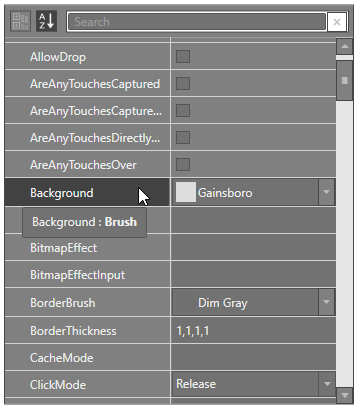 A Z Search
AllowDrop
AreAnyTouchesCaptured
AreAnyTouchesCapture...
AreAnyTouchesDirectly...
AreAnyTouchesOver
Background Gainsboro
Background : Brush
BitmapEffect
BitmapEffectInput
BorderBrush Dim Gray
BorderThickness 1,1,1,1
CacheMode
ClickMode Release